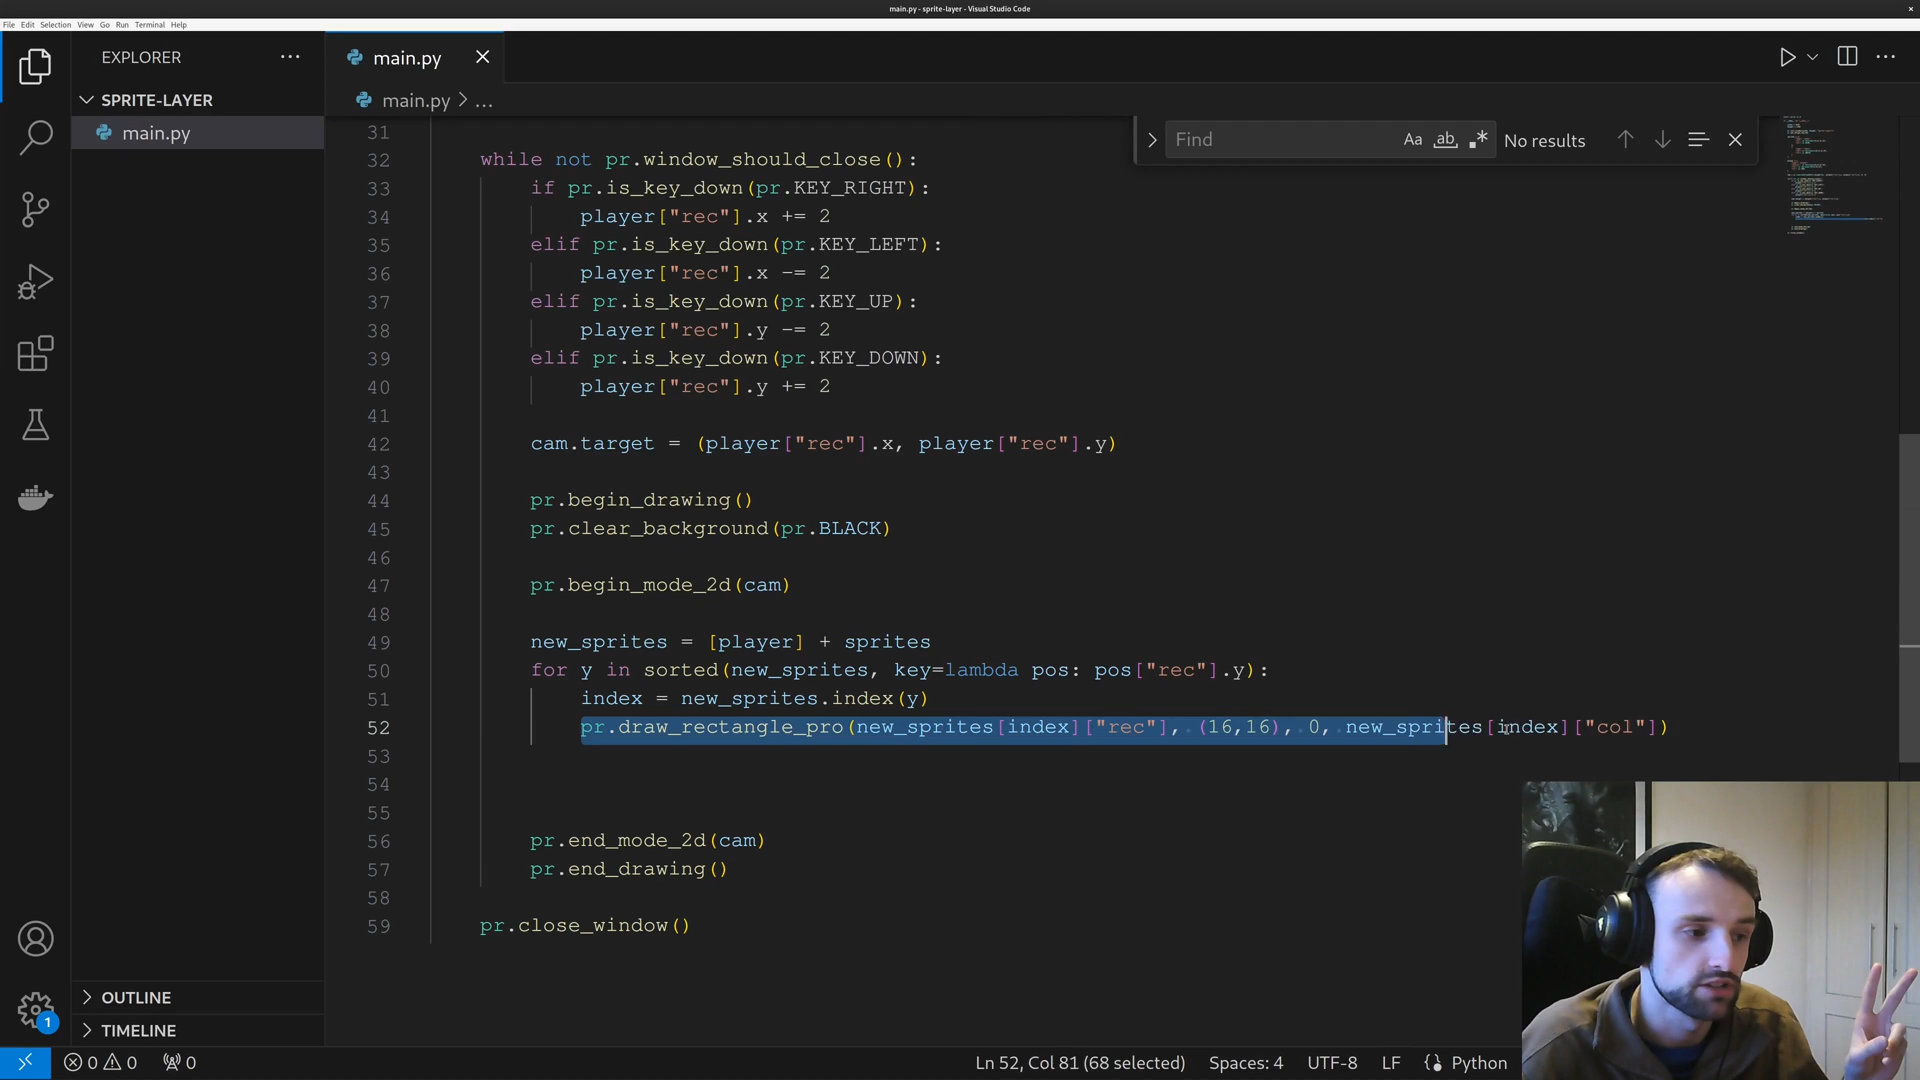 main.py - sprite-layer - Visual Studio Code
File Edit Selection View Go Run Terminal Help
EXPLORER
main.py
SPRITE-LAYER
main.py > ...
main.py
Find
Aa ab .*
No results
31
32 while not pr.window_should_close():
33 if pr.is_key_down(pr.KEY_RIGHT):
34 player["rec"].x += 2
35 elif pr.is_key_down(pr.KEY_LEFT):
36 player["rec"].x -= 2
37 elif pr.is_key_down(pr.KEY_UP):
38 player["rec"].y -= 2
39 elif pr.is_key_down(pr.KEY_DOWN):
40 player["rec"].y += 2
41
42 cam.target = (player["rec"].x, player["rec"].y)
43
44 pr.begin_drawing()
45 pr.clear_background(pr.BLACK)
46
47 pr.begin_mode_2d(cam)
48
49 new_sprites = [player] + sprites
50 for y in sorted(new_sprites, key=lambda pos: pos["rec"].y):
51 index = new_sprites.index(y)
52 pr.draw_rectangle_pro(new_sprites[index]["rec"], (16,16), 0, new_sprites[index]["col"])
53
54
55
56 pr.end_mode_2d(cam)
57 pr.end_drawing()
58
59 pr.close_window()
OUTLINE
TIMELINE
1
0 0 0
Ln 52, Col 81 (68 selected) Spaces: 4 UTF-8 LF Python